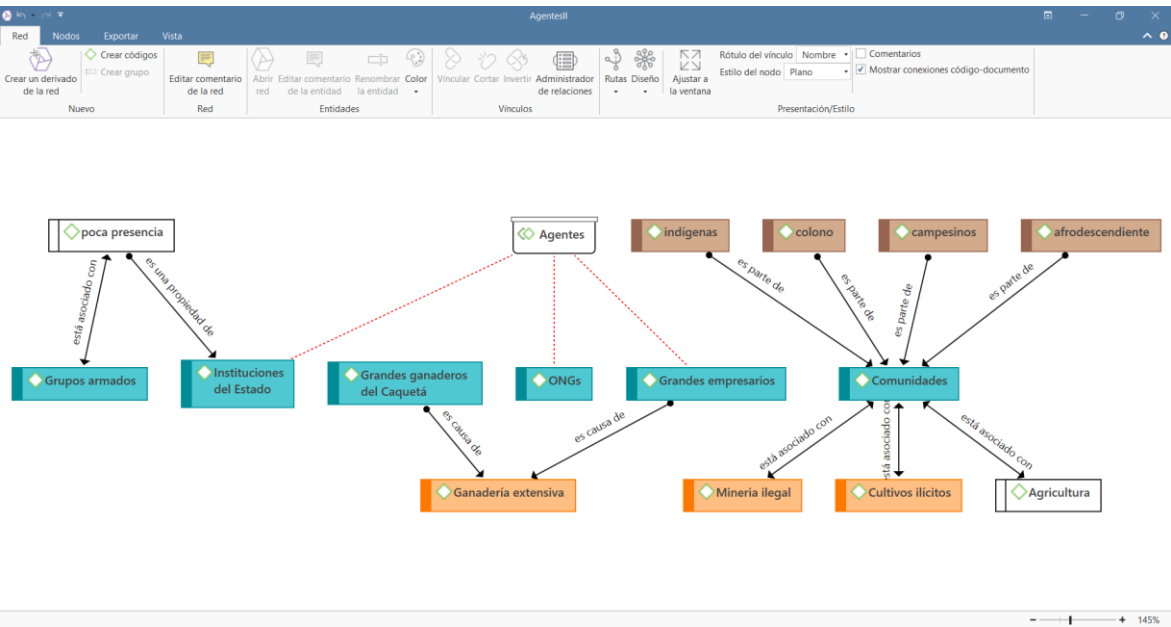 AgentesII
Red Nodos Exportar Vista
Crear un derivado
de la red
Crear códigos
Crear grupo
Nuevo
Editar comentario
de la red
Red
Abrir
red
Editar comentario
de la entidad
Renombrar
la entidad
Color
Entidades
Vincular Cortar Invertir Administrador
de relaciones
Vínculos
Rutas Diseño
Ajustar a
la ventana
Rótulo del vínculo Nombre
Estilo del nodo Plano
Comentarios
Mostrar conexiones código-documento
Presentación/Estilo
poca presencia
Agentes
indígenas
colono
campesinos
afrodescendiente
está asociado con
es una propiedad de
es parte de
es parte de
es parte de
es parte de
Grupos armados
Instituciones
del Estado
Grandes ganaderos
del Caquetá
ONGs
Grandes empresarios
Comunidades
es causa de
es causa de
está asociado con
está asociado con
está asociado con
Ganadería extensiva
Mineria ilegal
Cultivos ilícitos
Agricultura
145%